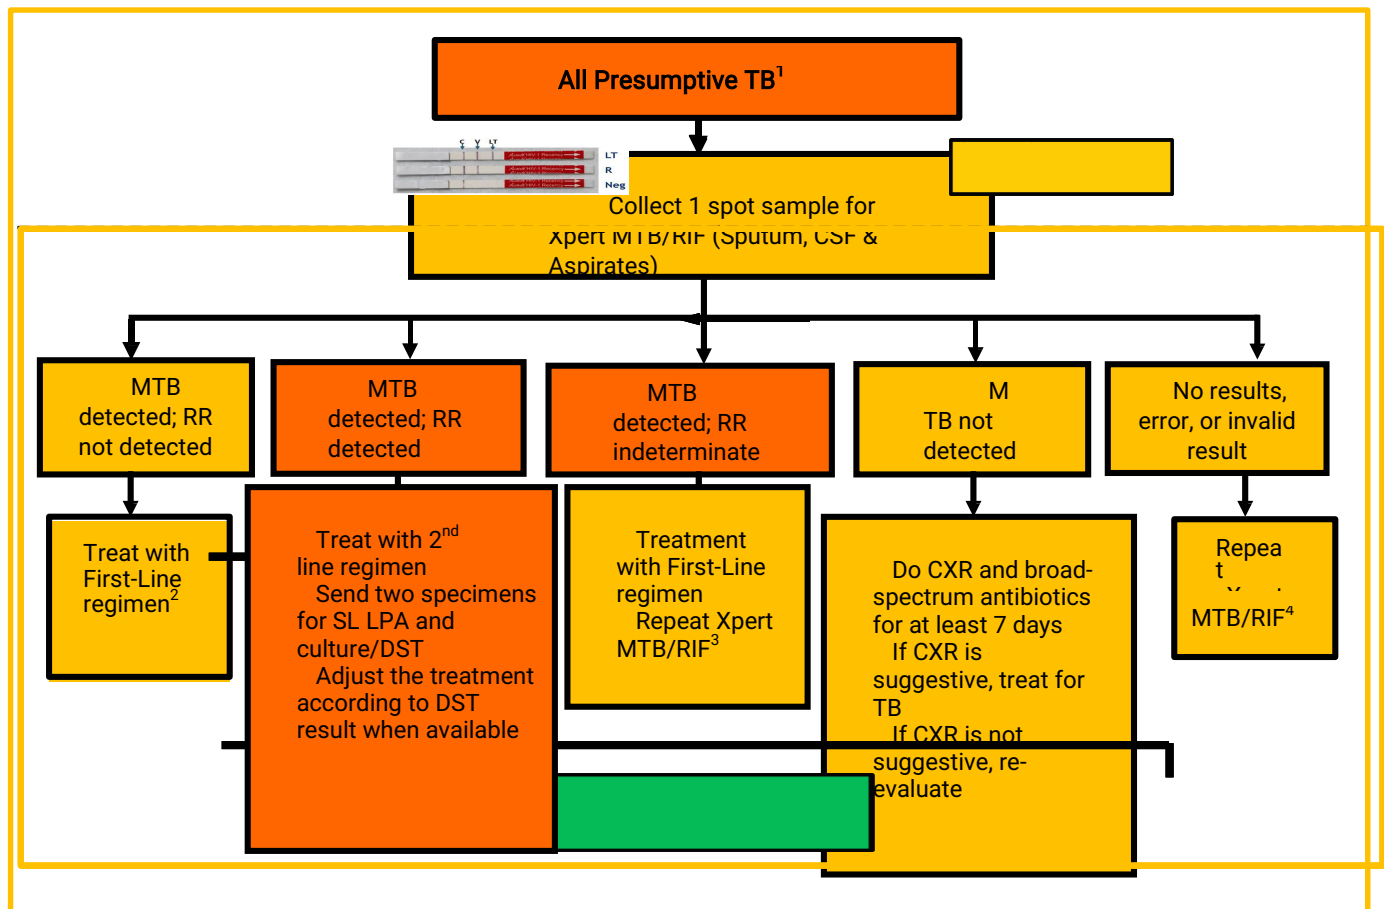 All Presumptive TB1
C V LT
LT
R
Neg
Collect 1 spot sample for
Xpert MTB/RIF (Sputum, CSF &
Aspirates)
MTB
detected; RR
not detected
MTB
detected; RR
detected
MTB
detected; RR
indeterminate
M
TB not
detected
No results,
error, or invalid
result
Treat with
First-Line
regimen2
Treat with 2nd
line regimen
Send two specimens
for SL LPA and
culture/DST
Adjust the treatment
according to DST
result when available
Treatment
with First-Line
regimen
Repeat Xpert
MTB/RIF3
Do CXR and broad-
spectrum antibiotics
for at least 7 days
If CXR is
suggestive, treat for
TB
If CXR is not
suggestive, re-
evaluate
Repea
t
MTB/RIF4